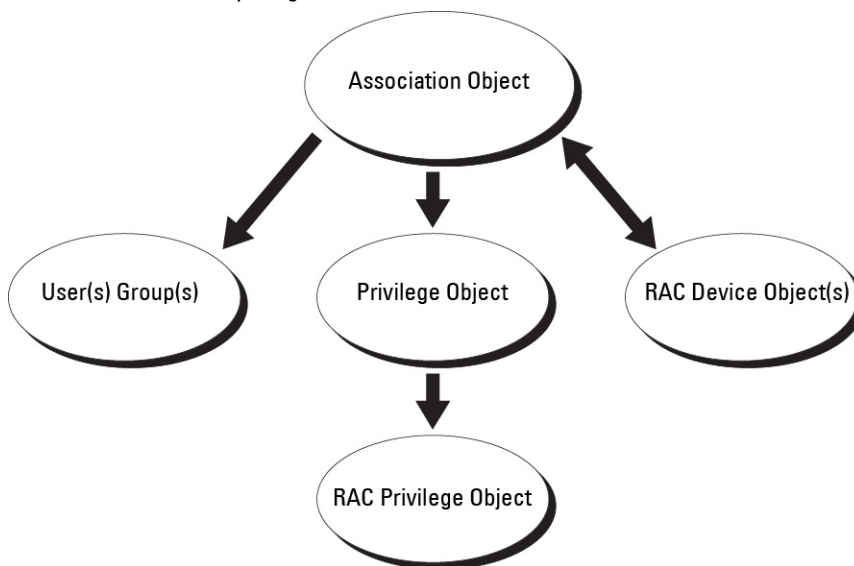 Association Object
User(s) Group(s)
Privilege Object
RAC Device Object(s)
RAC Privilege Object